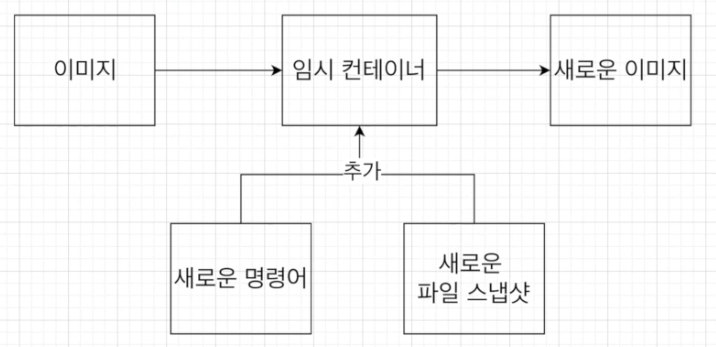 이미지
임시 컨테이너
새로운 이미지
추가
새로운 명령어
새로운
파일 스냅샷